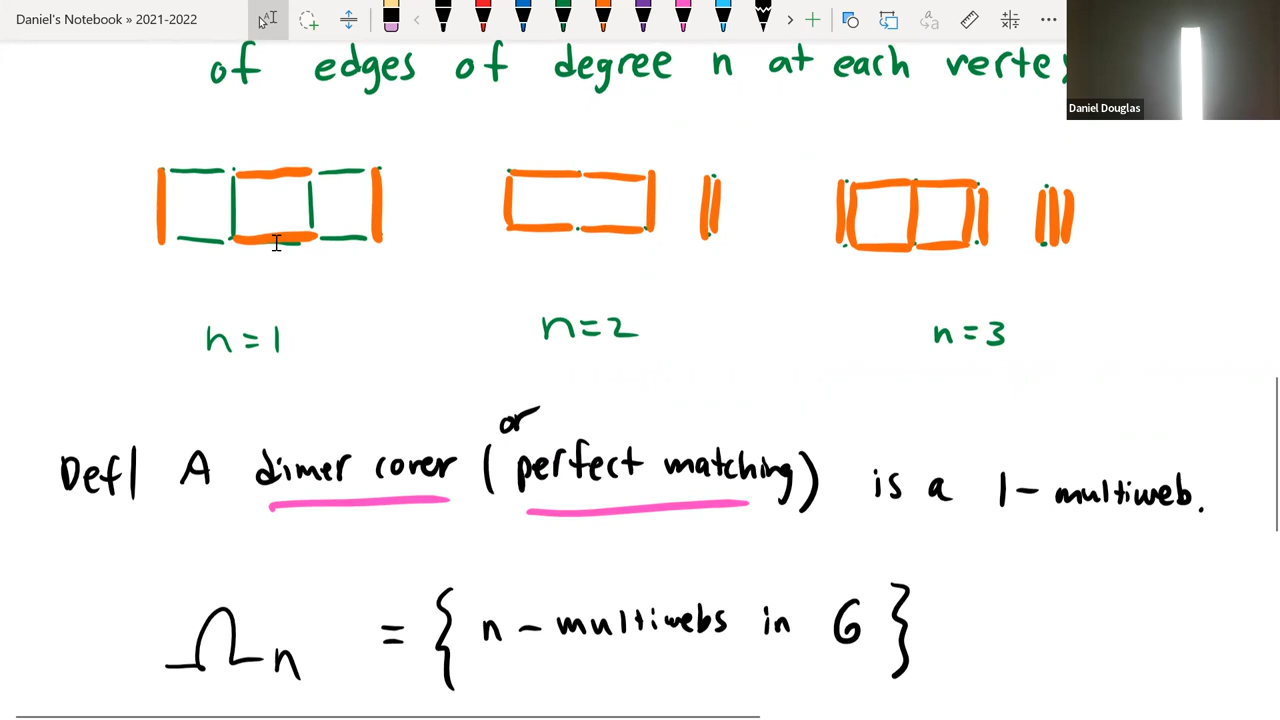 Daniel's Notebook » 2021-2022
of edges of degree n at each verte
Daniel Douglas
n=1
n=2
n=3
or
Def| A dimer cover (perfect matching) is a 1-multiweb.
Ωn = { n-multiwebs in G }